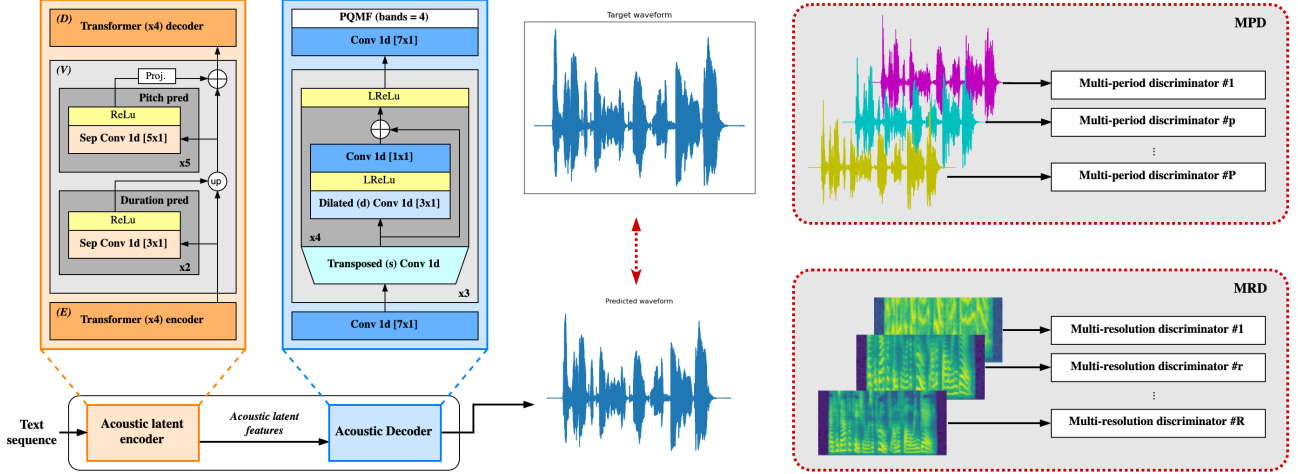 (D)
Transformer (x4) decoder
(V)
Proj.
Pitch pred
ReLu
Sep Conv 1d [5x1]
x5
up
Duration pred
ReLu
Sep Conv 1d [3x1]
x2
(E)
Transformer (x4) encoder
PQMF (bands = 4)
Conv 1d [7x1]
LReLu
Conv 1d [1x1]
LReLu
Dilated (d) Conv 1d [3x1]
x4
Transposed (s) Conv 1d
x3
Conv 1d [7x1]
Text
sequence
Acoustic latent
encoder
Acoustic latent
features
Acoustic Decoder
Target waveform
Predicted waveform
MPD
Multi-period discriminator #1
Multi-period discriminator #p
...
Multi-period discriminator #P
MRD
Multi-resolution discriminator #1
Multi-resolution discriminator #r
...
Multi-resolution discriminator #R